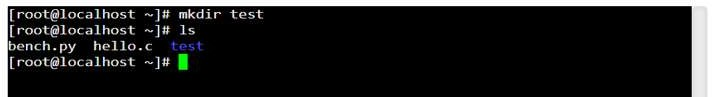 [root@localhost ~]# mkdir test
[root@localhost ~]# ls
bench.py  hello.c  test
[root@localhost ~]#